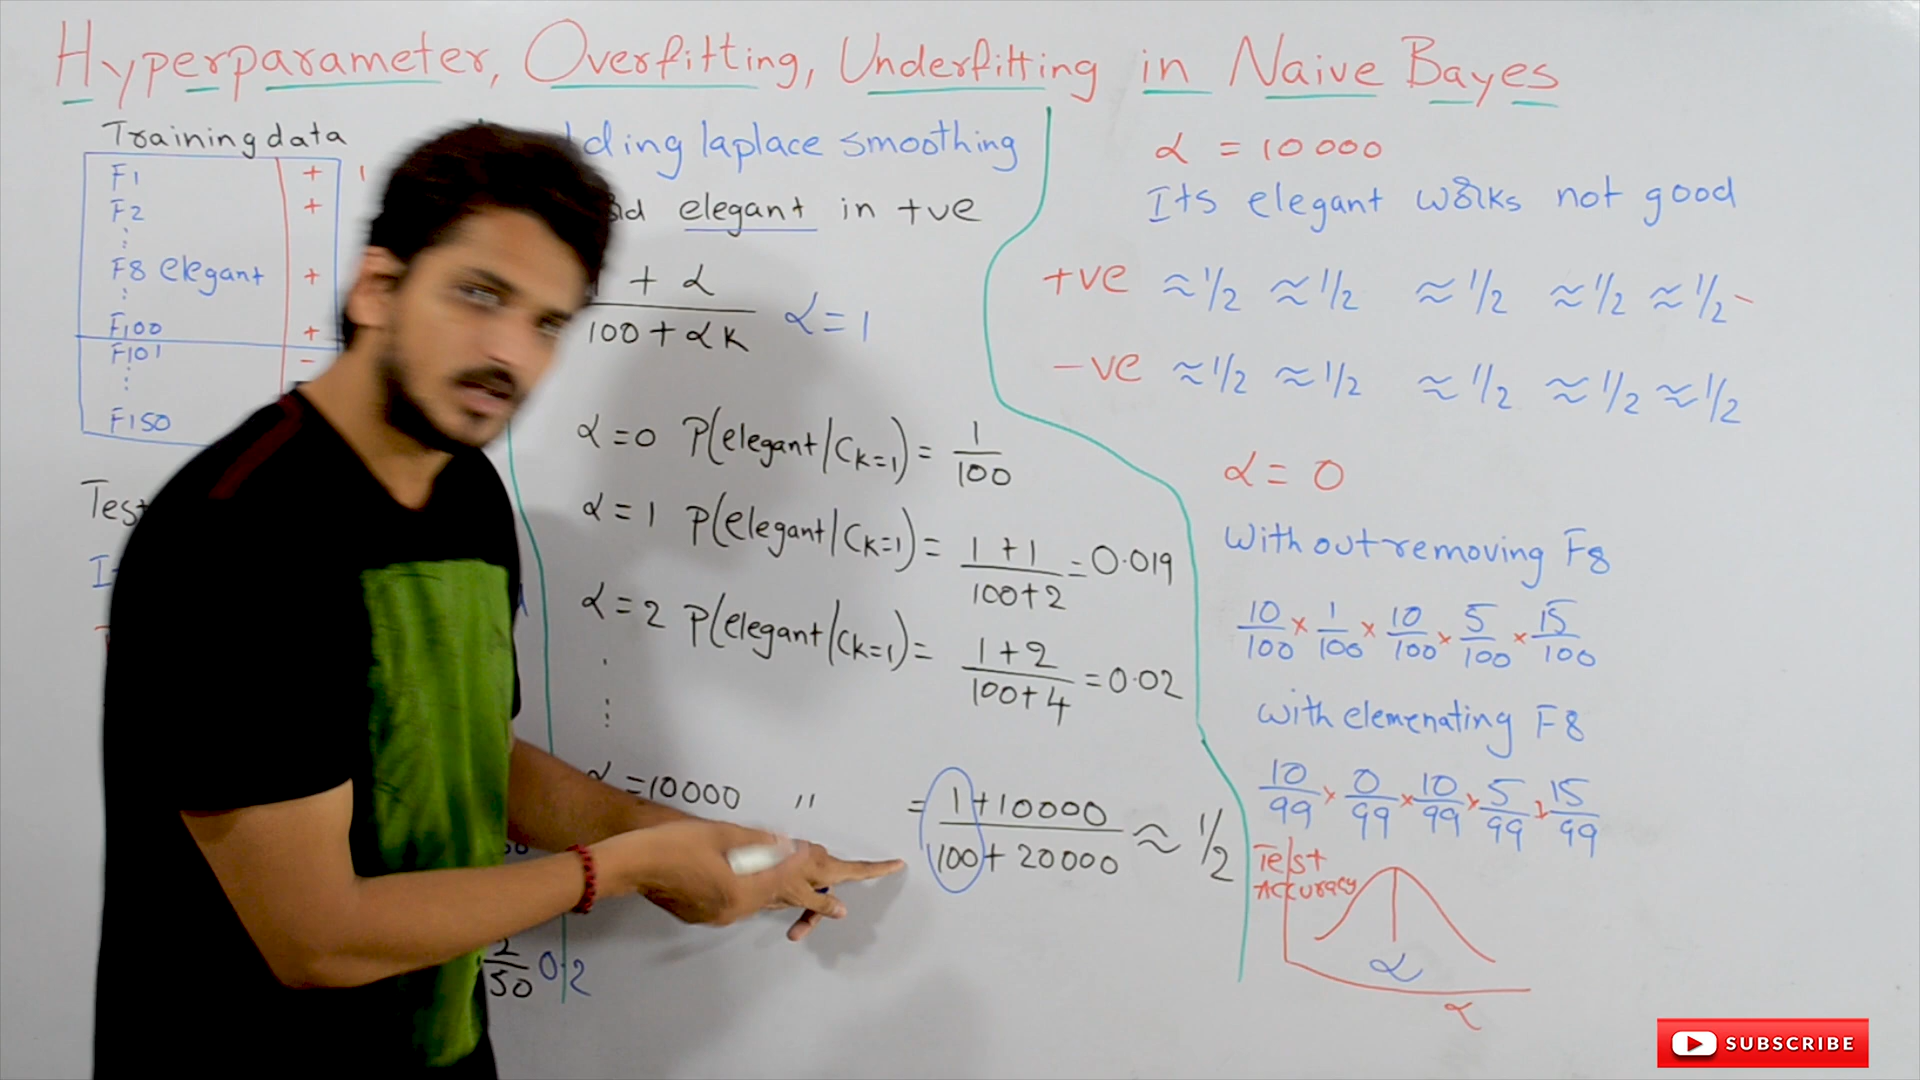 Hyperparameter, Overfitting, Underfitting in Naive Bayes
Training data
F1 +
F2 +
⋮
F8 elegant +
⋮
F100 +
F101 -
⋮
F150
Test
laplace smoothing
elegant in +ve
+ α
100 + αk
α = 1
α = 0 P(elegant/Ck=1) = 1/100
α = 1 P(elegant/Ck=1) = 1+1/100+2 = 0.019
α = 2 P(elegant/Ck=1) = 1+2/100+4 = 0.02
α = 10000 " = 1+10000/100+20000 ≈ 1/2
2/50 0.2
α = 10000
Its elegant works not good
+ve ≈1/2 ≈1/2 ≈1/2 ≈1/2 ≈1/2
-ve ≈1/2 ≈1/2 ≈1/2 ≈1/2 ≈1/2
α = 0
Without removing F8
10/100 × 1/100 × 10/100 × 5/100 × 15/100
with elemenating F8
10/99 × 0/99 × 10/99 × 5/99 × 15/99
Test
Accuracy
α
α
SUBSCRIBE